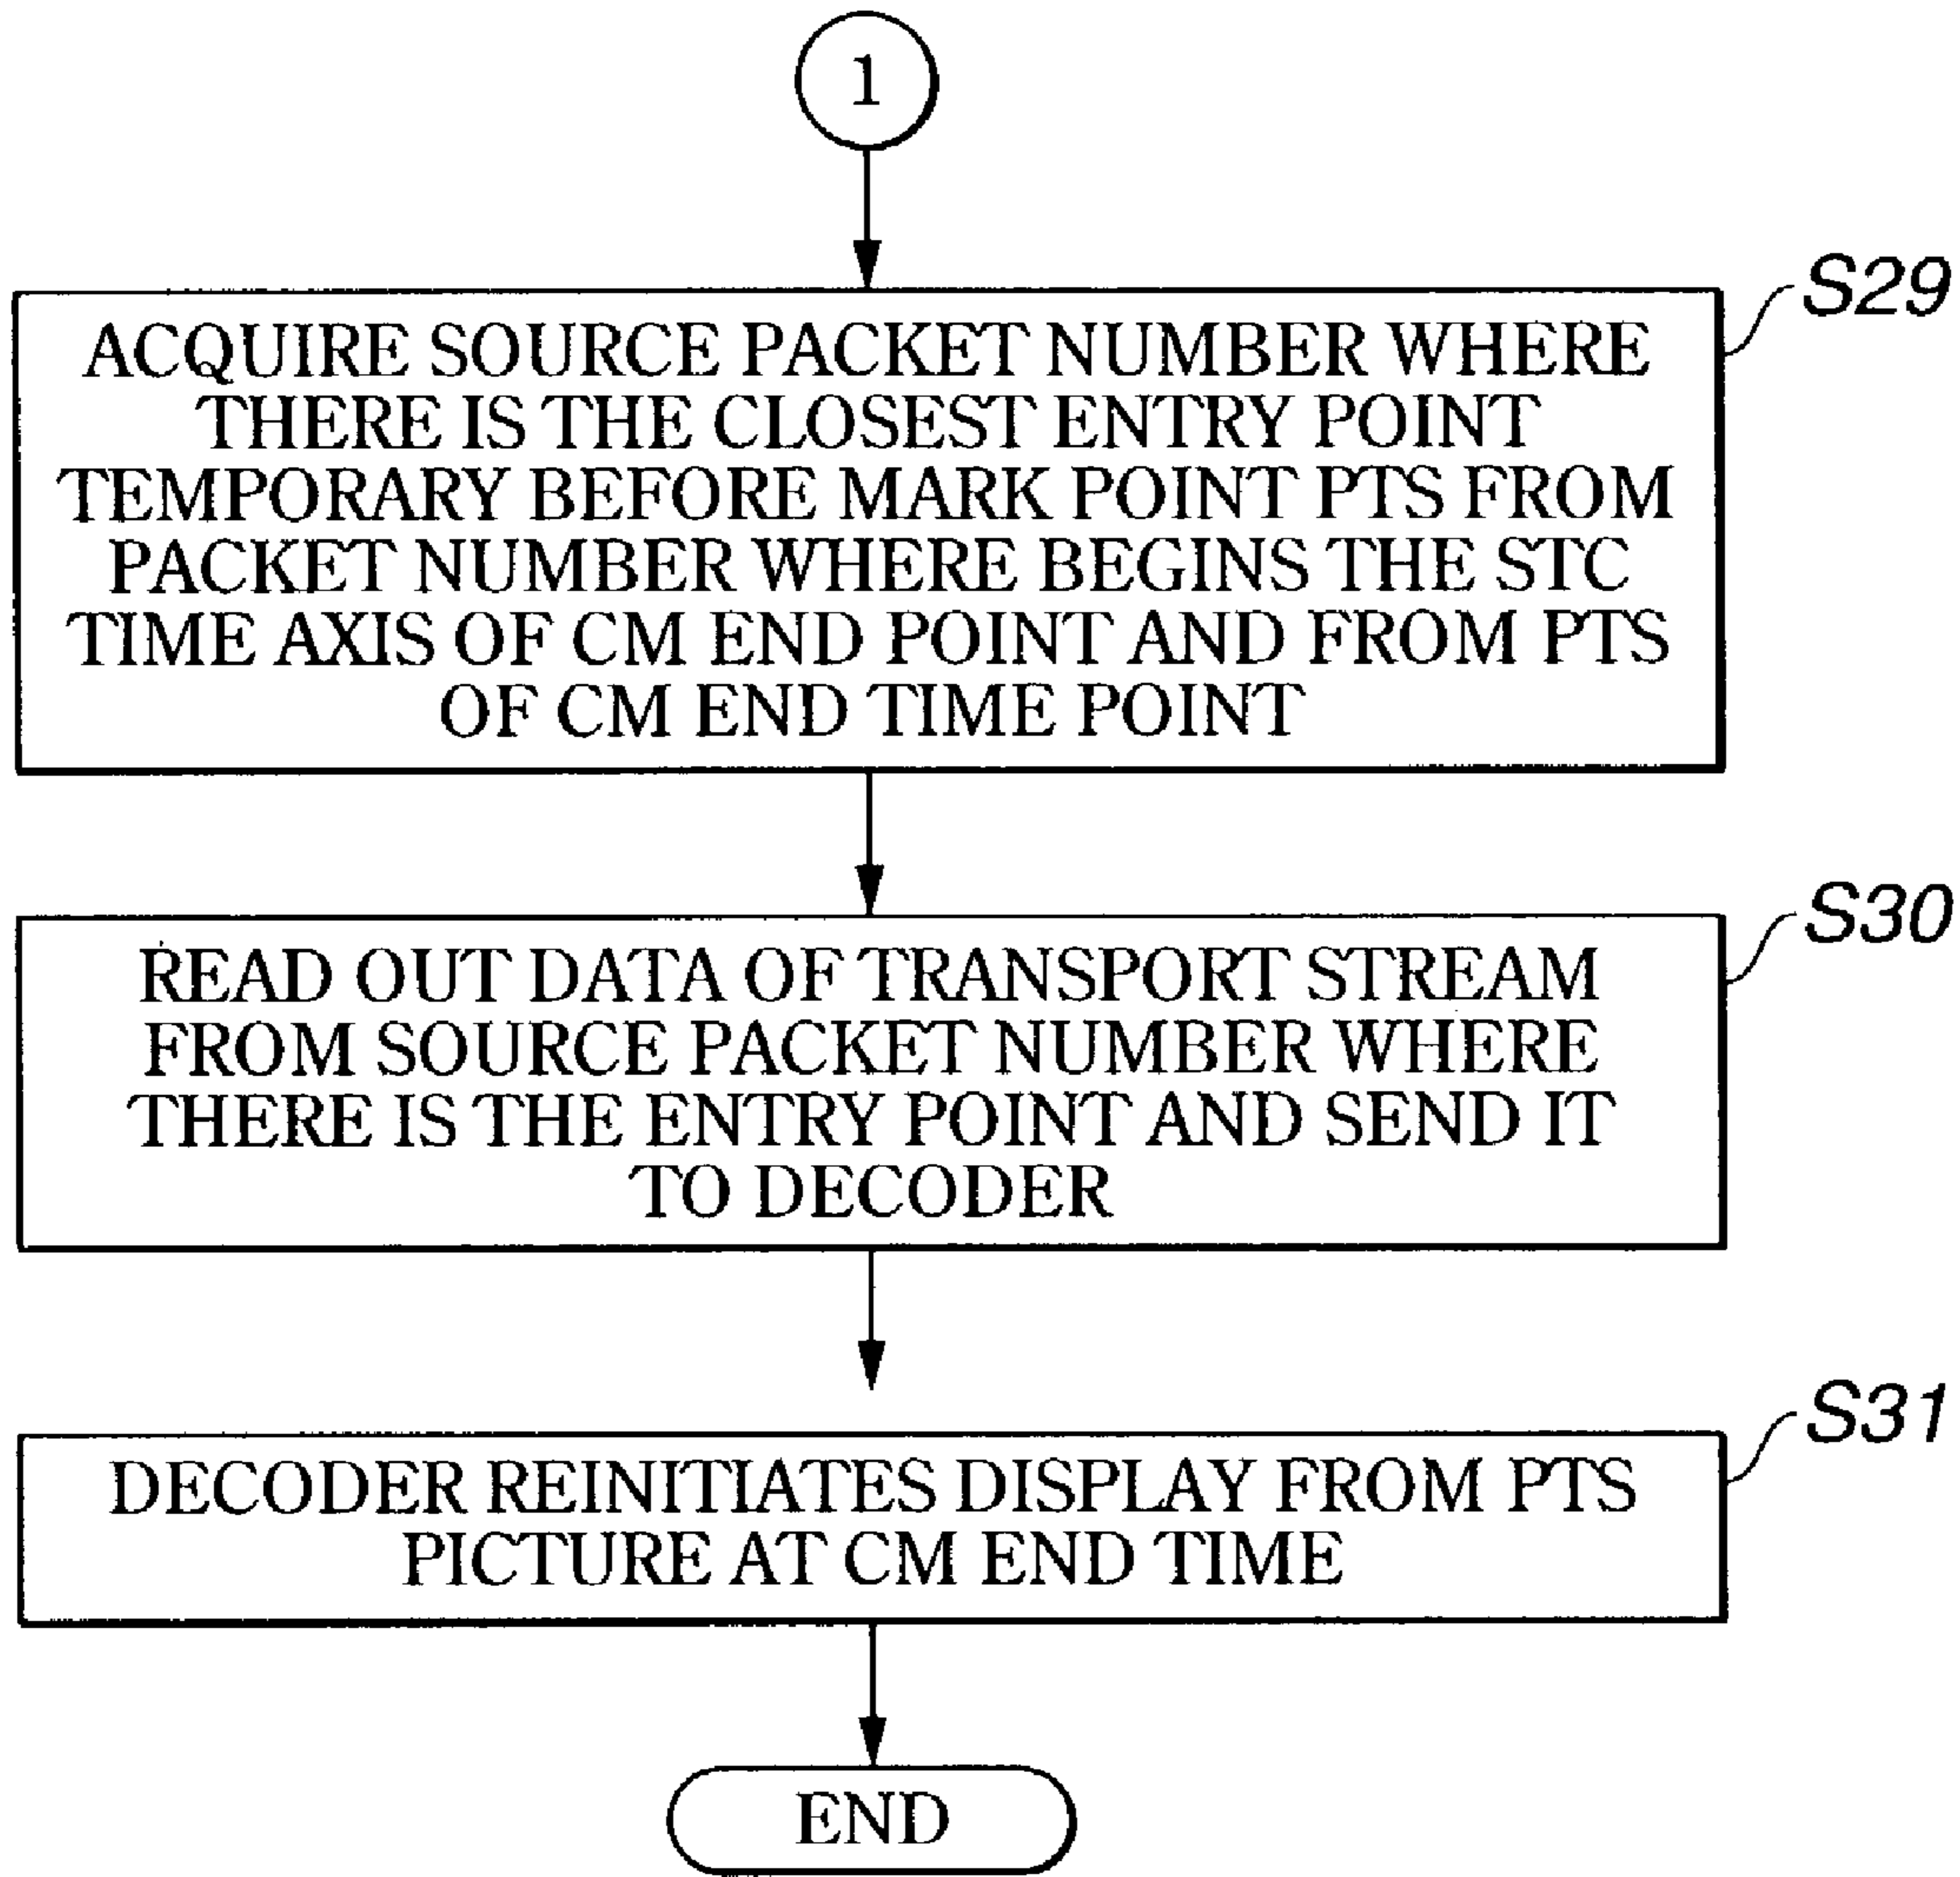 1
S29
ACQUIRE SOURCE PACKET NUMBER WHERE
THERE IS THE CLOSEST ENTRY POINT
TEMPORARY BEFORE MARK POINT PTS FROM
PACKET NUMBER WHERE BEGINS THE STC
TIME AXIS OF CM END POINT AND FROM PTS
OF CM END TIME POINT
S30
READ OUT DATA OF TRANSPORT STREAM
FROM SOURCE PACKET NUMBER WHERE
THERE IS THE ENTRY POINT AND SEND IT
TO DECODER
S31
DECODER REINITIATES DISPLAY FROM PTS
PICTURE AT CM END TIME
END